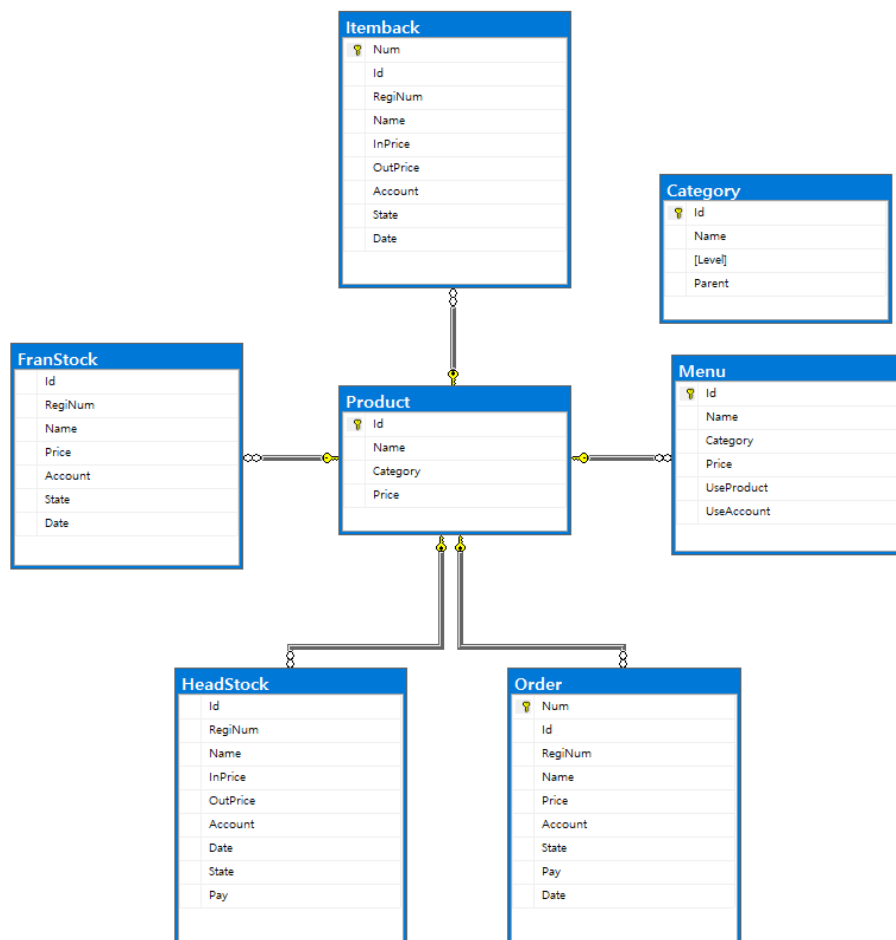 Itemback
Num
Id
RegiNum
Name
InPrice
OutPrice
Account
State
Date
Category
Id
Name
[Level]
Parent
FranStock
Id
RegiNum
Name
Price
Account
State
Date
Product
Id
Name
Category
Price
Menu
Id
Name
Category
Price
UseProduct
UseAccount
HeadStock
Id
RegiNum
Name
InPrice
OutPrice
Account
Date
State
Pay
Order
Num
Id
RegiNum
Name
Price
Account
State
Pay
Date